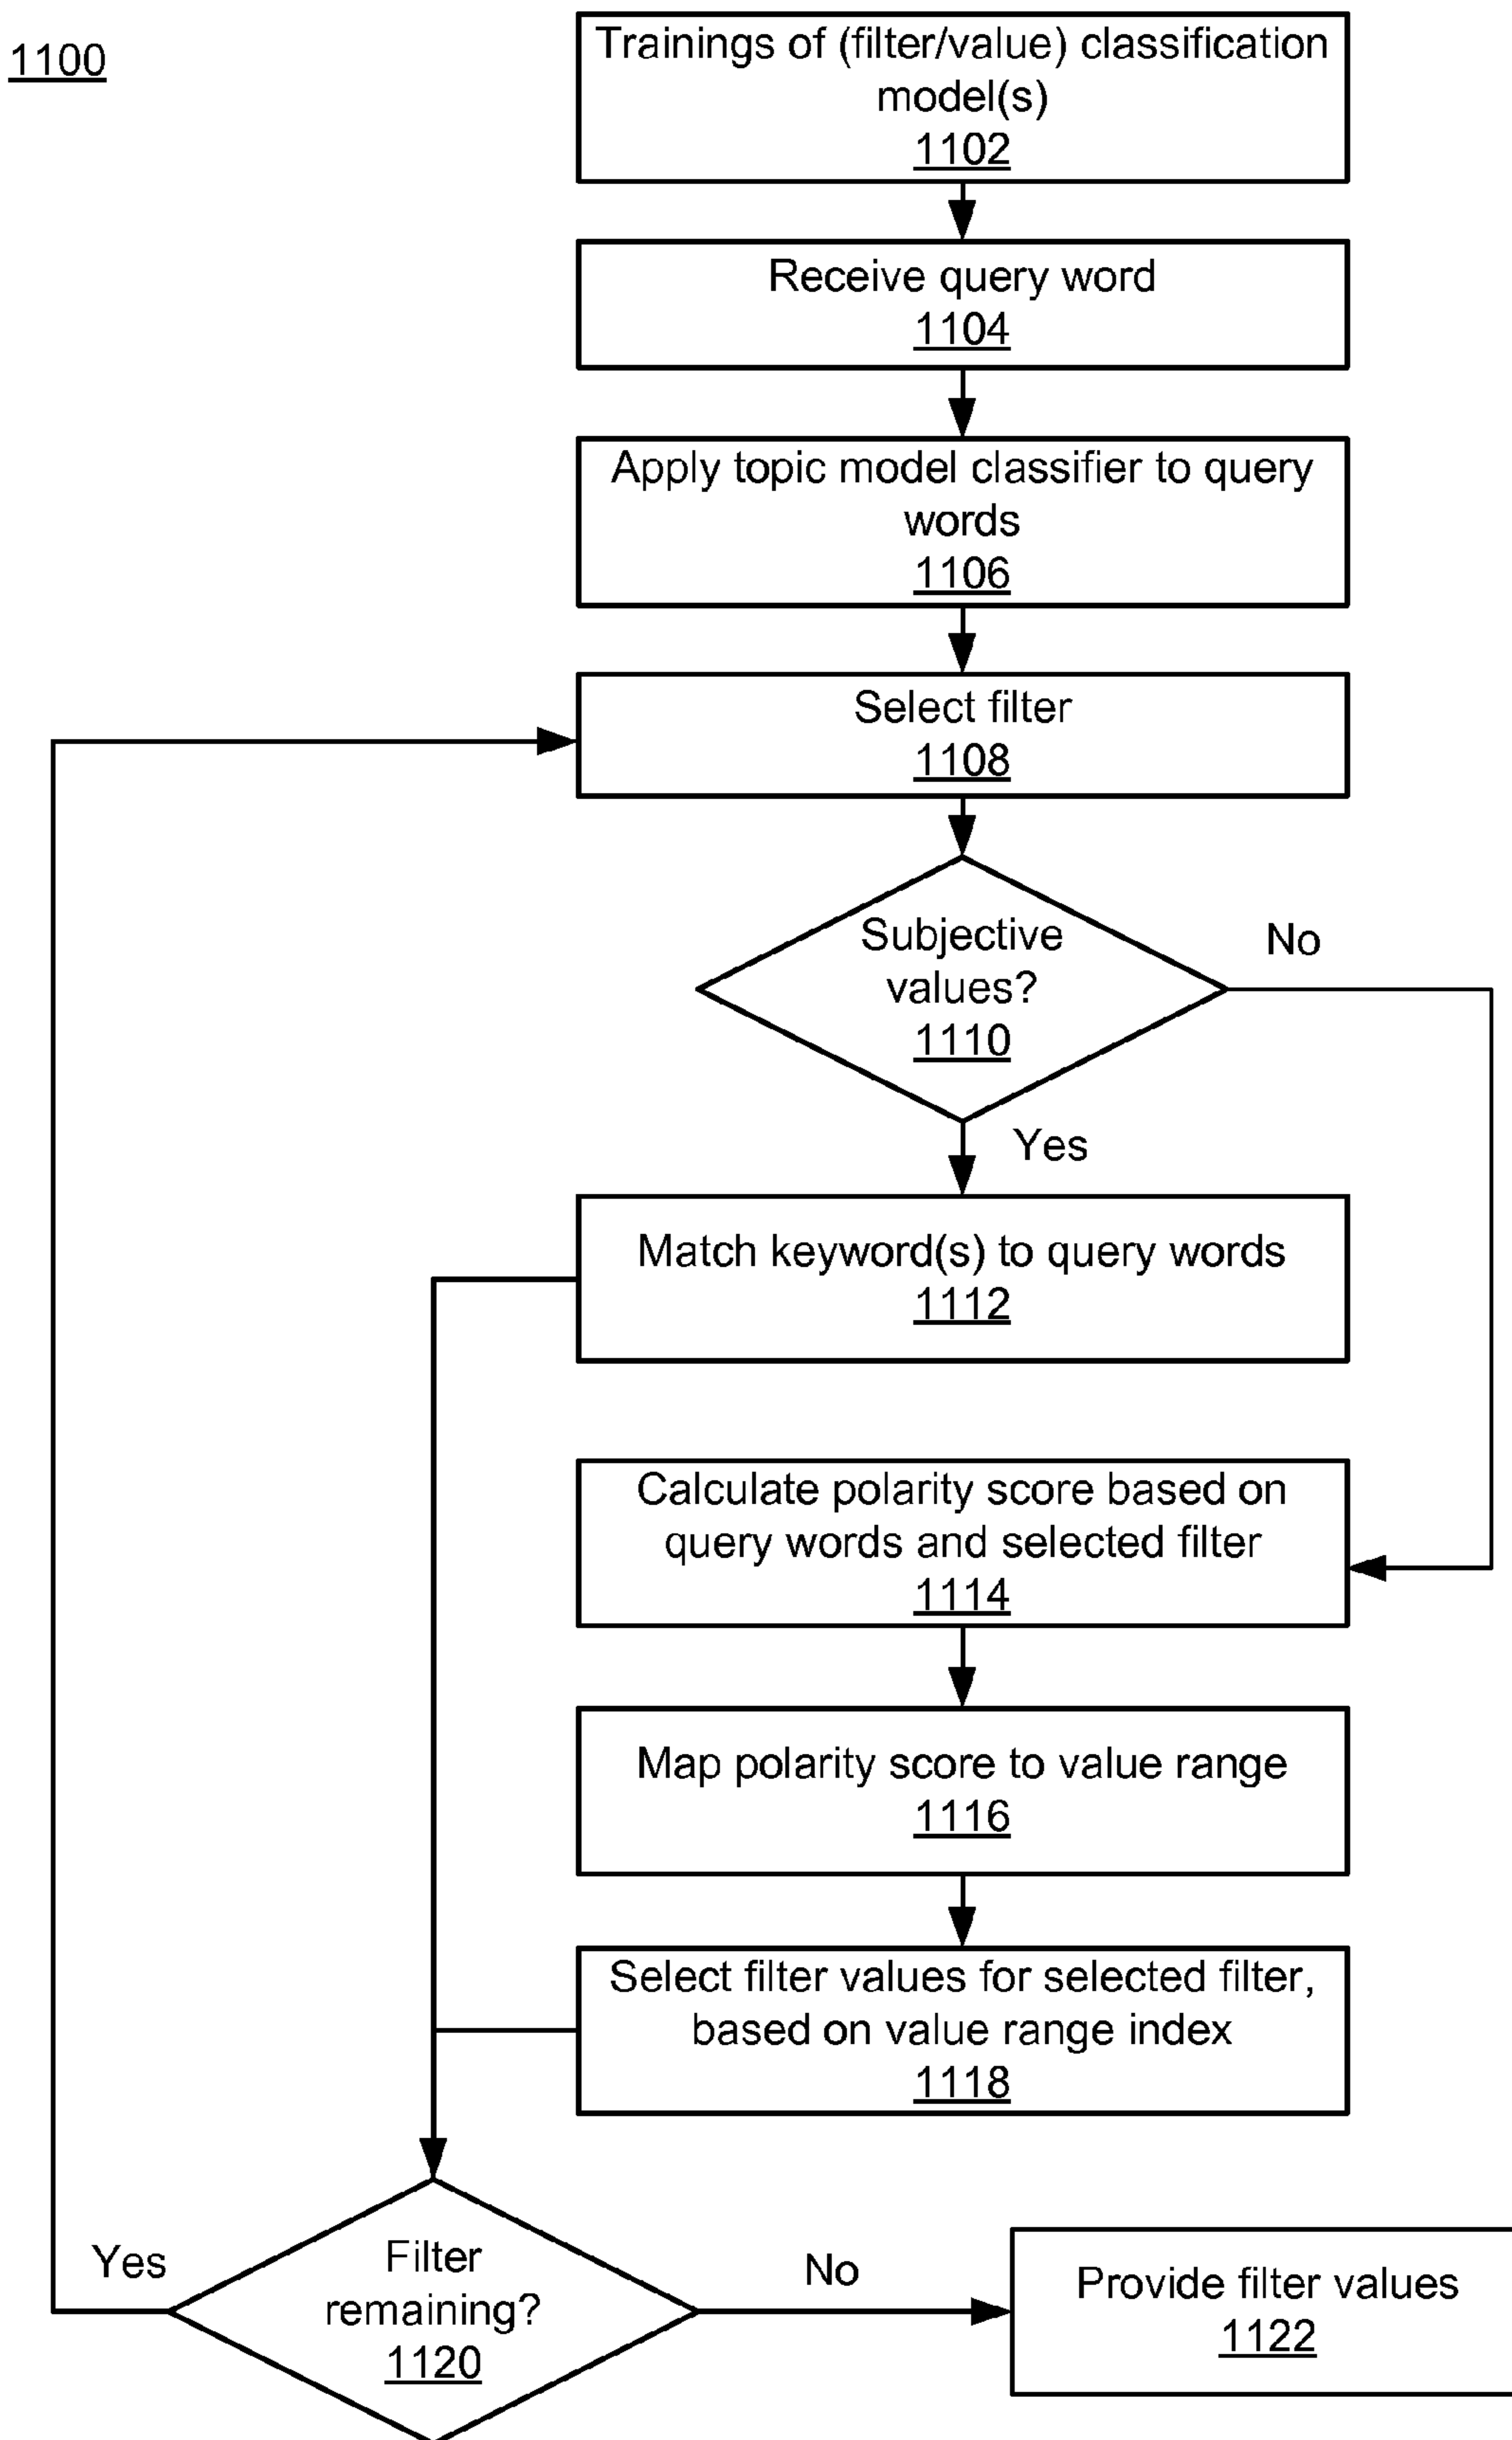 1100
Trainings of (filter/value) classification
model(s)
1102
Receive query word
1104
Apply topic model classifier to query
words
1106
Select filter
1108
Subjective
values?
1110
No
Yes
Match keyword(s) to query words
1112
Calculate polarity score based on
query words and selected filter
1114
Map polarity score to value range
1116
Select filter values for selected filter,
based on value range index
1118
Yes
Filter
remaining?
1120
No
Provide filter values
1122